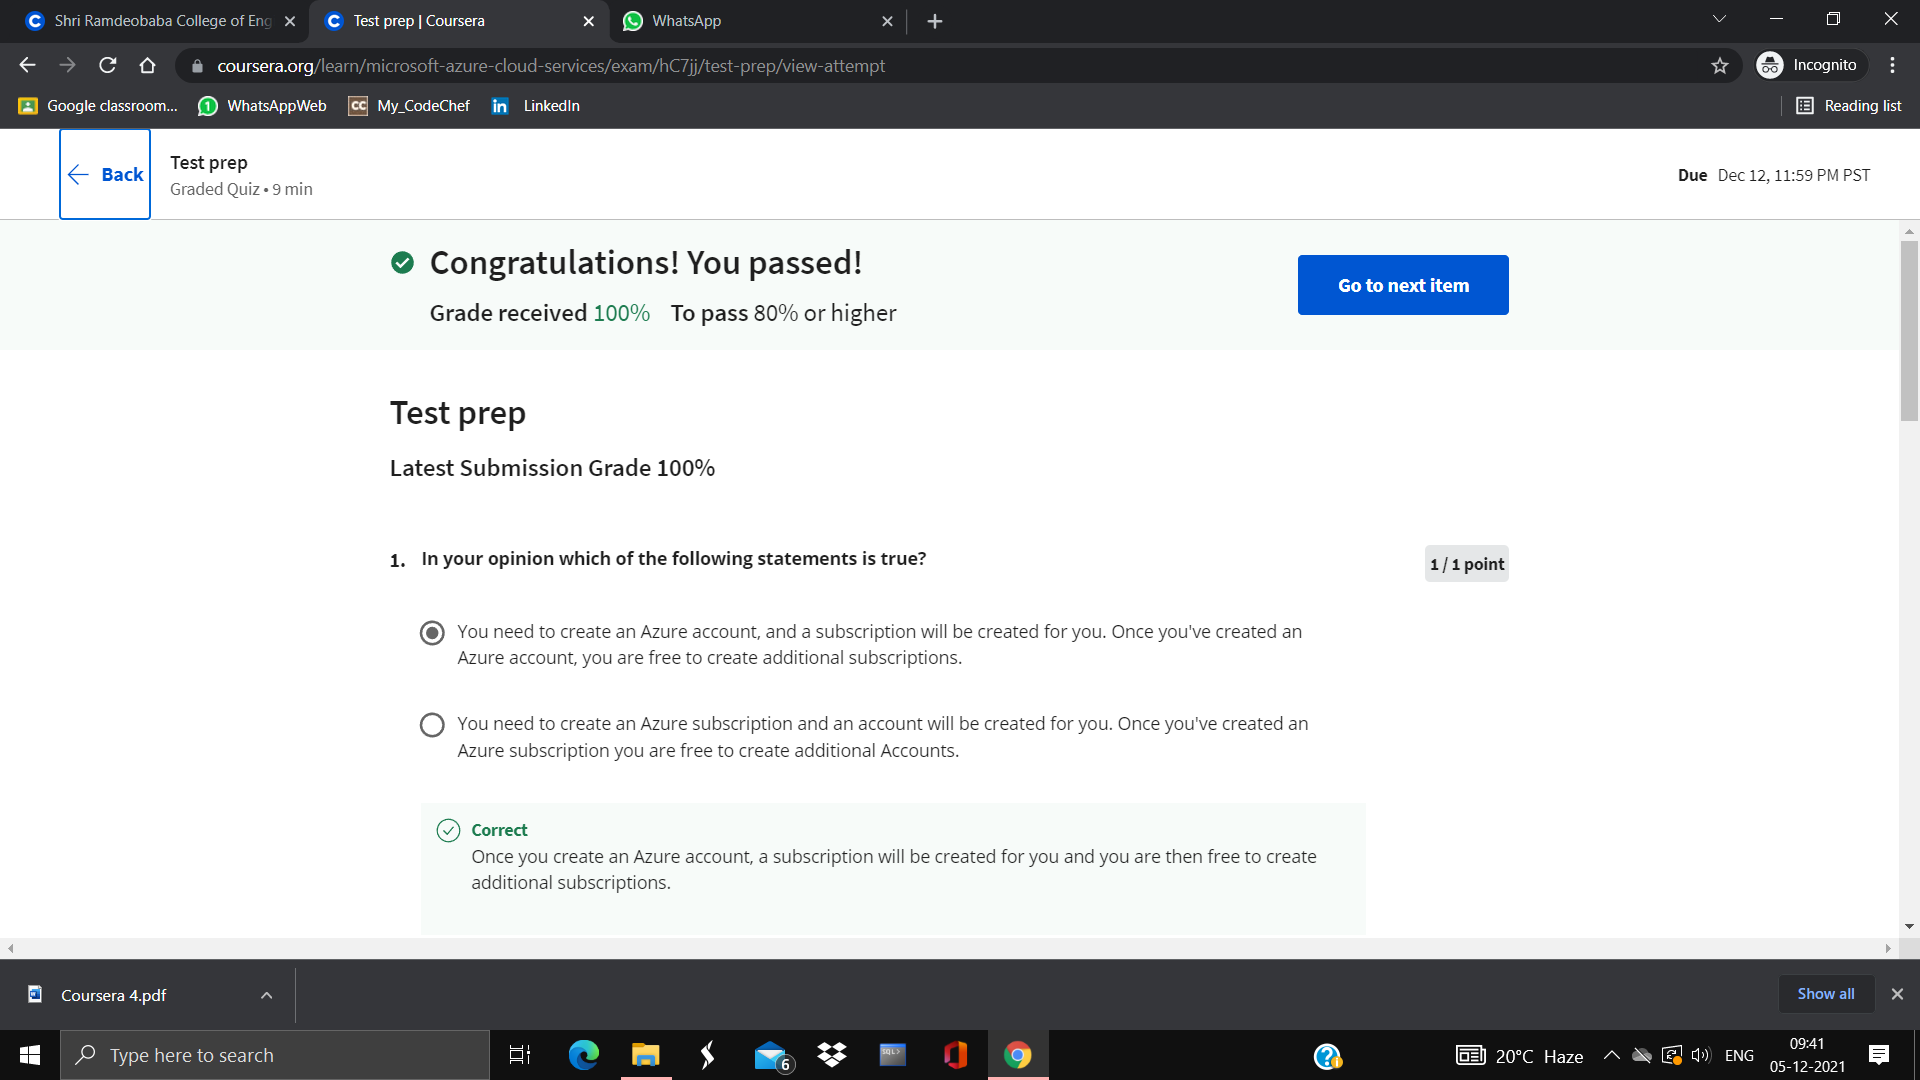 Shri Ramdeobaba College of Eng
Test prep | Coursera
WhatsApp
coursera.org/learn/microsoft-azure-cloud-services/exam/hC7jj/test-prep/view-attempt
Incognito
Google classroom...
WhatsAppWeb
CC
My_CodeChef
in
LinkedIn
Reading list
Back
Test prep
Graded Quiz • 9 min
Due Dec 12, 11:59 PM PST
Congratulations! You passed!
Grade received 100% To pass 80% or higher
Go to next item
Test prep
Latest Submission Grade 100%
1. In your opinion which of the following statements is true?
1 / 1 point
You need to create an Azure account, and a subscription will be created for you. Once you've created an
Azure account, you are free to create additional subscriptions.
You need to create an Azure subscription and an account will be created for you. Once you've created an
Azure subscription you are free to create additional Accounts.
Correct
Once you create an Azure account, a subscription will be created for you and you are then free to create
additional subscriptions.
Coursera 4.pdf
Show all
Type here to search
6
SQL>
20°C Haze
ENG
09:41
05-12-2021